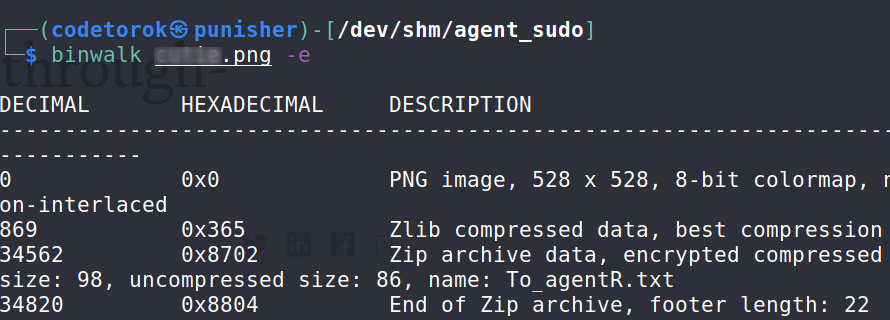 (codetorok㉿punisher)-[/dev/shm/agent_sudo]
$ binwalk cutie.png -e
through-
DECIMAL HEXADECIMAL DESCRIPTION
--------------------------------------------------------------------------------
-----------
0 0x0 PNG image, 528 x 528, 8-bit colormap, n
on-interlaced
869 0x365 Zlib compressed data, best compression
34562 0x8702 Zip archive data, encrypted compressed
size: 98, uncompressed size: 86, name: To_agentR.txt
34820 0x8804 End of Zip archive, footer length: 22